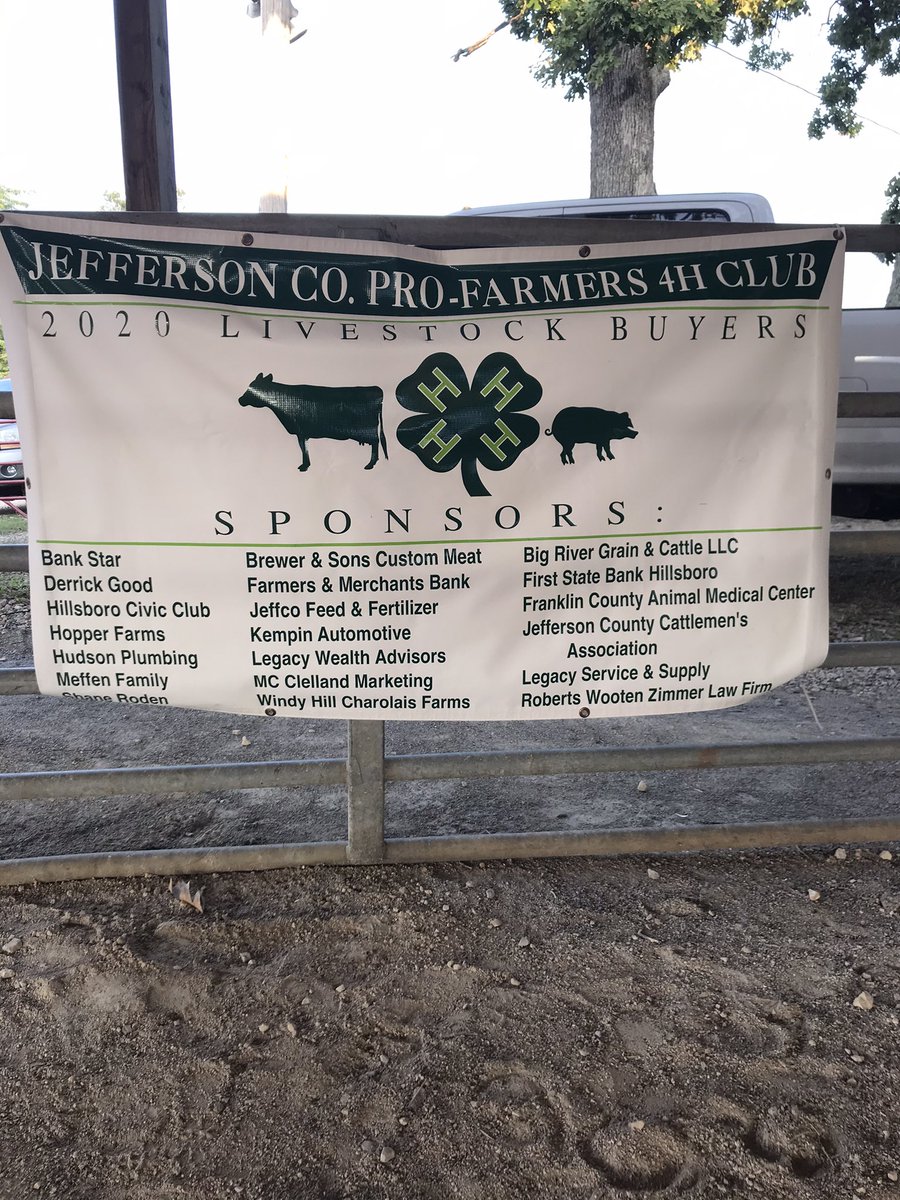 JEFFERSON CO. PRO-FARMERS 4H CLUB
2020 LIVESTOCK BUYERS
H H
H H
SPONSORS:
Bank Star
Derrick Good
Hillsboro Civic Club
Hopper Farms
Hudson Plumbing
Meffen Family
Shane Roden
Brewer & Sons Custom Meat
Farmers & Merchants Bank
Jeffco Feed & Fertilizer
Kempin Automotive
Legacy Wealth Advisors
MC Clelland Marketing
Windy Hill Charolais Farms
Big River Grain & Cattle LLC
First State Bank Hillsboro
Franklin County Animal Medical Center
Jefferson County Cattlemen's
Association
Legacy Service & Supply
Roberts Wooten Zimmer Law Firm